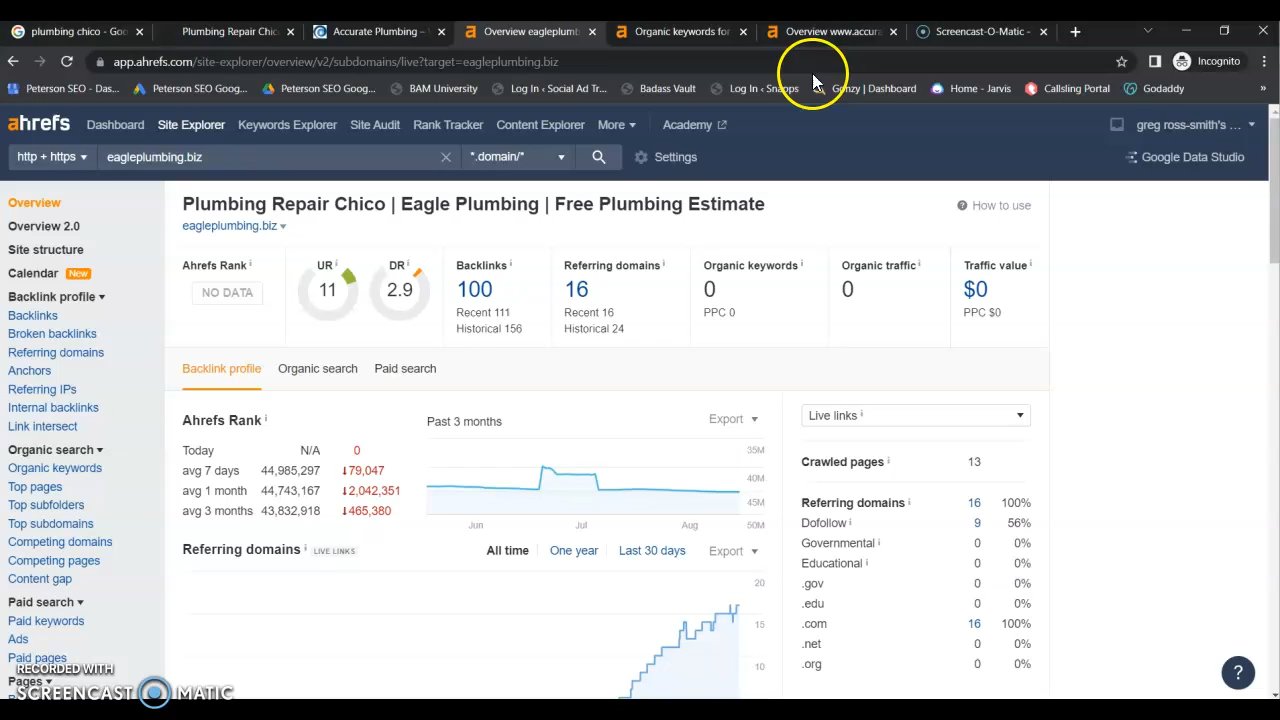 plumbing chico - Goo
Plumbing Repair Chico
Accurate Plumbing –
Overview eagleplumb
Organic keywords for
Overview www.accura
Screencast-O-Matic -
app.ahrefs.com/site-explorer/overview/v2/subdomains/live?target=eagleplumbing.biz
Incognito
Peterson SEO - Das...
Peterson SEO Goog...
Peterson SEO Goog...
BAM University
Log In ‹ Social Ad Tr...
Badass Vault
Log In ‹ Snapps
Gonzy | Dashboard
Home - Jarvis
Callsling Portal
Godaddy
»
ahrefs
Dashboard
Site Explorer
Keywords Explorer
Site Audit
Rank Tracker
Content Explorer
More
Academy
greg ross-smith's ...
http + https
eagleplumbing.biz
*.domain/*
Settings
Google Data Studio
Overview
Overview 2.0
Site structure
Calendar New
Backlink profile
Backlinks
Broken backlinks
Referring domains
Anchors
Referring IPs
Internal backlinks
Link intersect
Organic search
Organic keywords
Top pages
Top subfolders
Top subdomains
Competing domains
Competing pages
Content gap
Paid search
Paid keywords
Ads
Paid pages
Pages
Plumbing Repair Chico | Eagle Plumbing | Free Plumbing Estimate
How to use
eagleplumbing.biz
Ahrefs Rank
NO DATA
UR
11
DR
2.9
Backlinks
100
Recent 111
Historical 156
Referring domains
16
Recent 16
Historical 24
Organic keywords
0
PPC 0
Organic traffic
0
Traffic value
$0
PPC $0
Backlink profile
Organic search
Paid search
Ahrefs Rank
Today N/A 0
avg 7 days 44,985,297 ↓79,047
avg 1 month 44,743,167 ↓2,042,351
avg 3 months 43,832,918 ↓465,380
Past 3 months
Export
35M
40M
45M
50M
Jun
Jul
Aug
Referring domains LIVE LINKS
All time
One year
Last 30 days
Export
20
15
10
Live links
Crawled pages 13
Referring domains 16 100%
Dofollow 9 56%
Governmental 0 0%
Educational 0 0%
.gov 0 0%
.edu 0 0%
.com 16 100%
.net 0 0%
.org 0 0%
?
RECORDED WITH
SCREENCAST MATIC